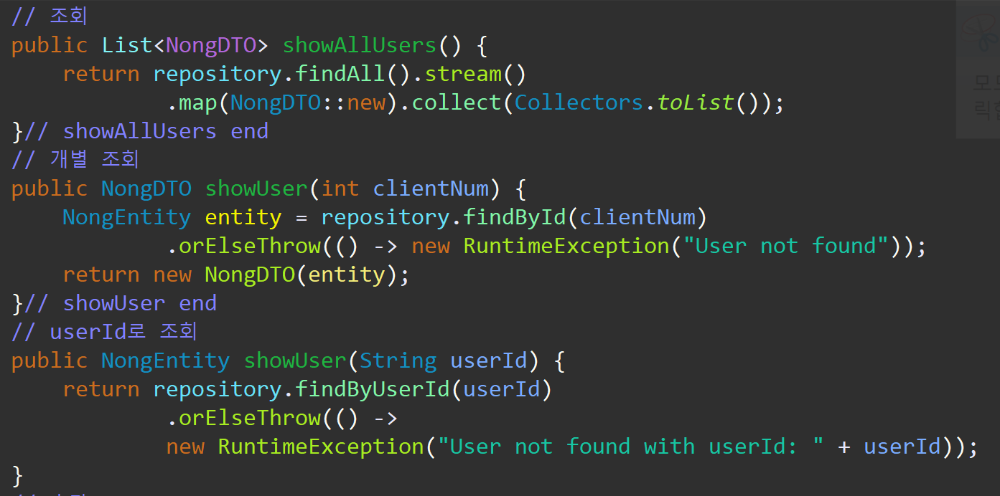 // 조회
public List<NongDTO> showAllUsers() {
    return repository.findAll().stream()
            .map(NongDTO::new).collect(Collectors.toList());
}// showAllUsers end
// 개별 조회
public NongDTO showUser(int clientNum) {
    NongEntity entity = repository.findById(clientNum)
            .orElseThrow(() -> new RuntimeException("User not found"));
    return new NongDTO(entity);
}// showUser end
// userId로 조회
public NongEntity showUser(String userId) {
    return repository.findByUserId(userId)
            .orElseThrow(() ->
            new RuntimeException("User not found with userId: " + userId));
}